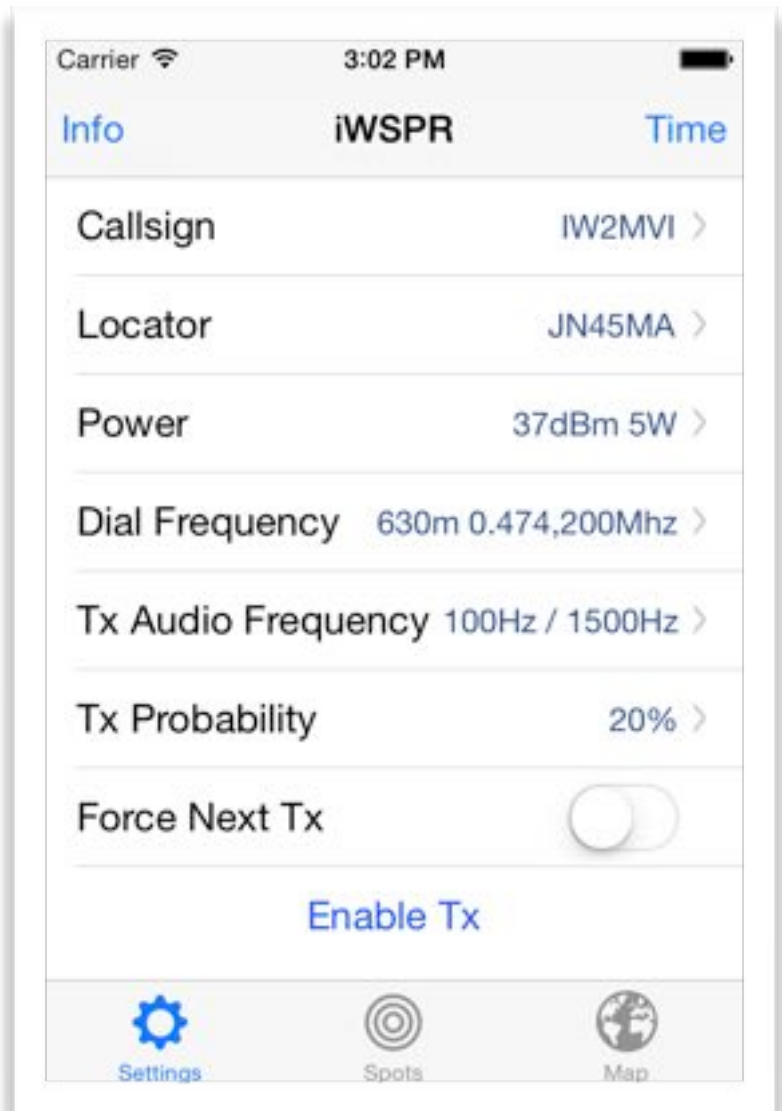 Carrier 3:02 PM
Info iWSPR Time
Callsign IW2MVI
Locator JN45MA
Power 37dBm 5W
Dial Frequency 630m 0.474,200Mhz
Tx Audio Frequency 100Hz / 1500Hz
Tx Probability 20%
Force Next Tx
Enable Tx
Settings Spots Map